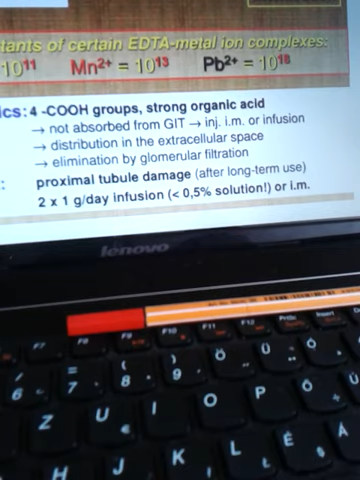 tants of certain EDTA-metal ion complexes:
10¹¹ Mn²⁺ = 10¹³ Pb²⁺ = 10¹⁸
ics: 4 -COOH groups, strong organic acid
→ not absorbed from GIT → inj. i.m. or infusion
→ distribution in the extracellular space
→ elimination by glomerular filtration
: proximal tubule damage (after long-term use)
2 x 1 g/day infusion (< 0,5% solution!) or i.m.
lenovo
F7 F8 F9 F10 F11 F12 PrtSc Insert
/ 6 = 7 ( 8 ) 9 Ö Ü Ó
Z U € I O P Ő Ú
H J K L É Á